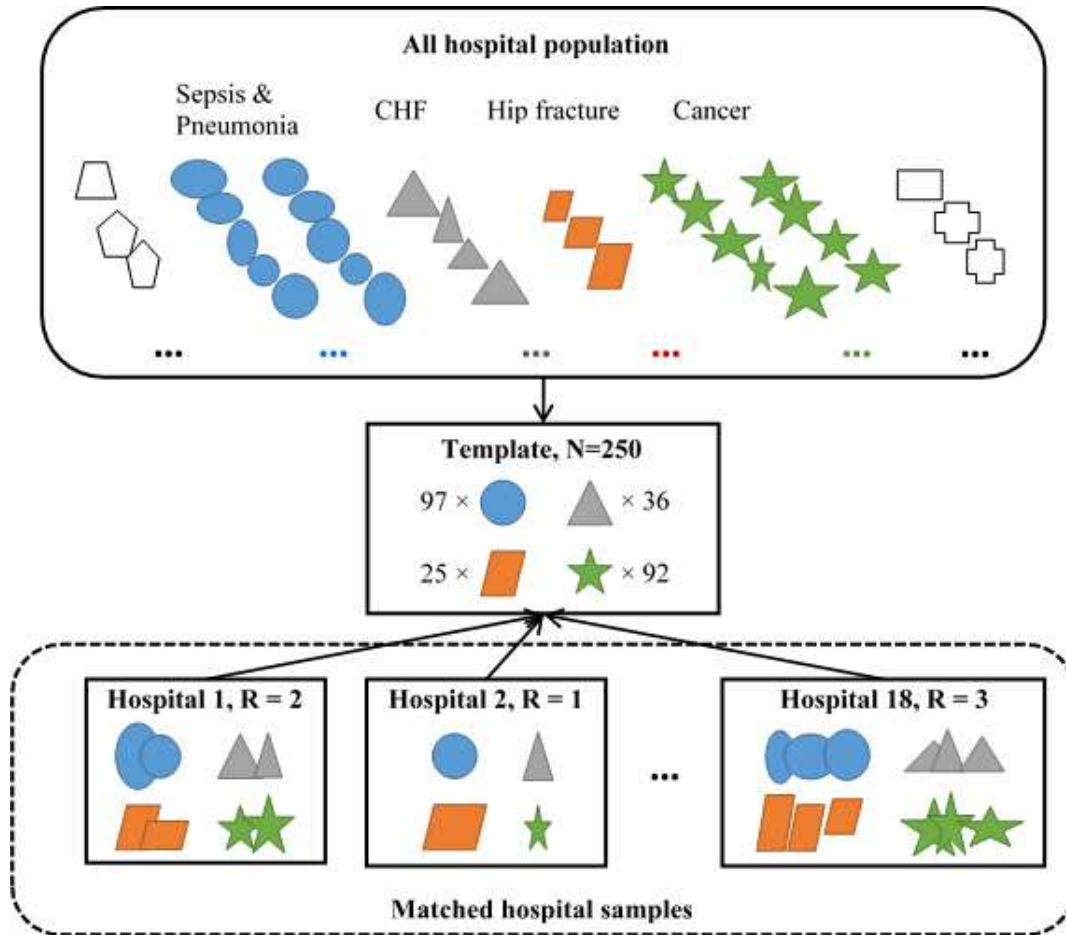 All hospital population
Sepsis &
Pneumonia
CHF
Hip fracture
Cancer
...
...
...
...
...
...
Template, N=250
97 ×
× 36
25 ×
× 92
Hospital 1, R = 2
Hospital 2, R = 1
...
Hospital 18, R = 3
Matched hospital samples